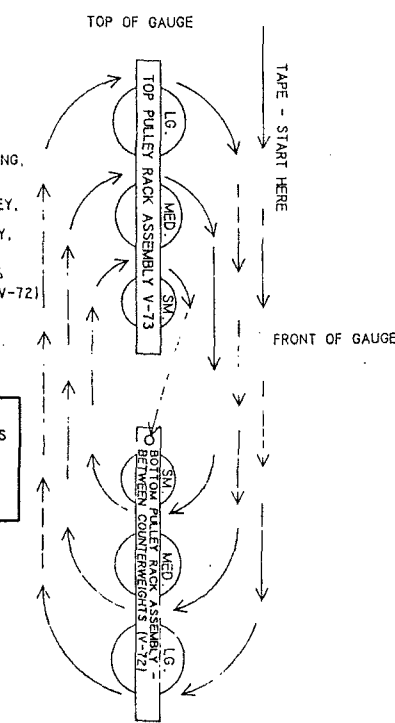 TOP OF GAUGE
TAPE - START HERE
NG,
EY,
Y,
V-72)
LG.
MED.
SM.
TOP PULLEY RACK ASSEMBLY V-73
FRONT OF GAUGE
S
SM.
MED.
LG.
BOTTOM PULLEY RACK ASSEMBLY -
BETWEEN COUNTERWEIGHTS (V-72)